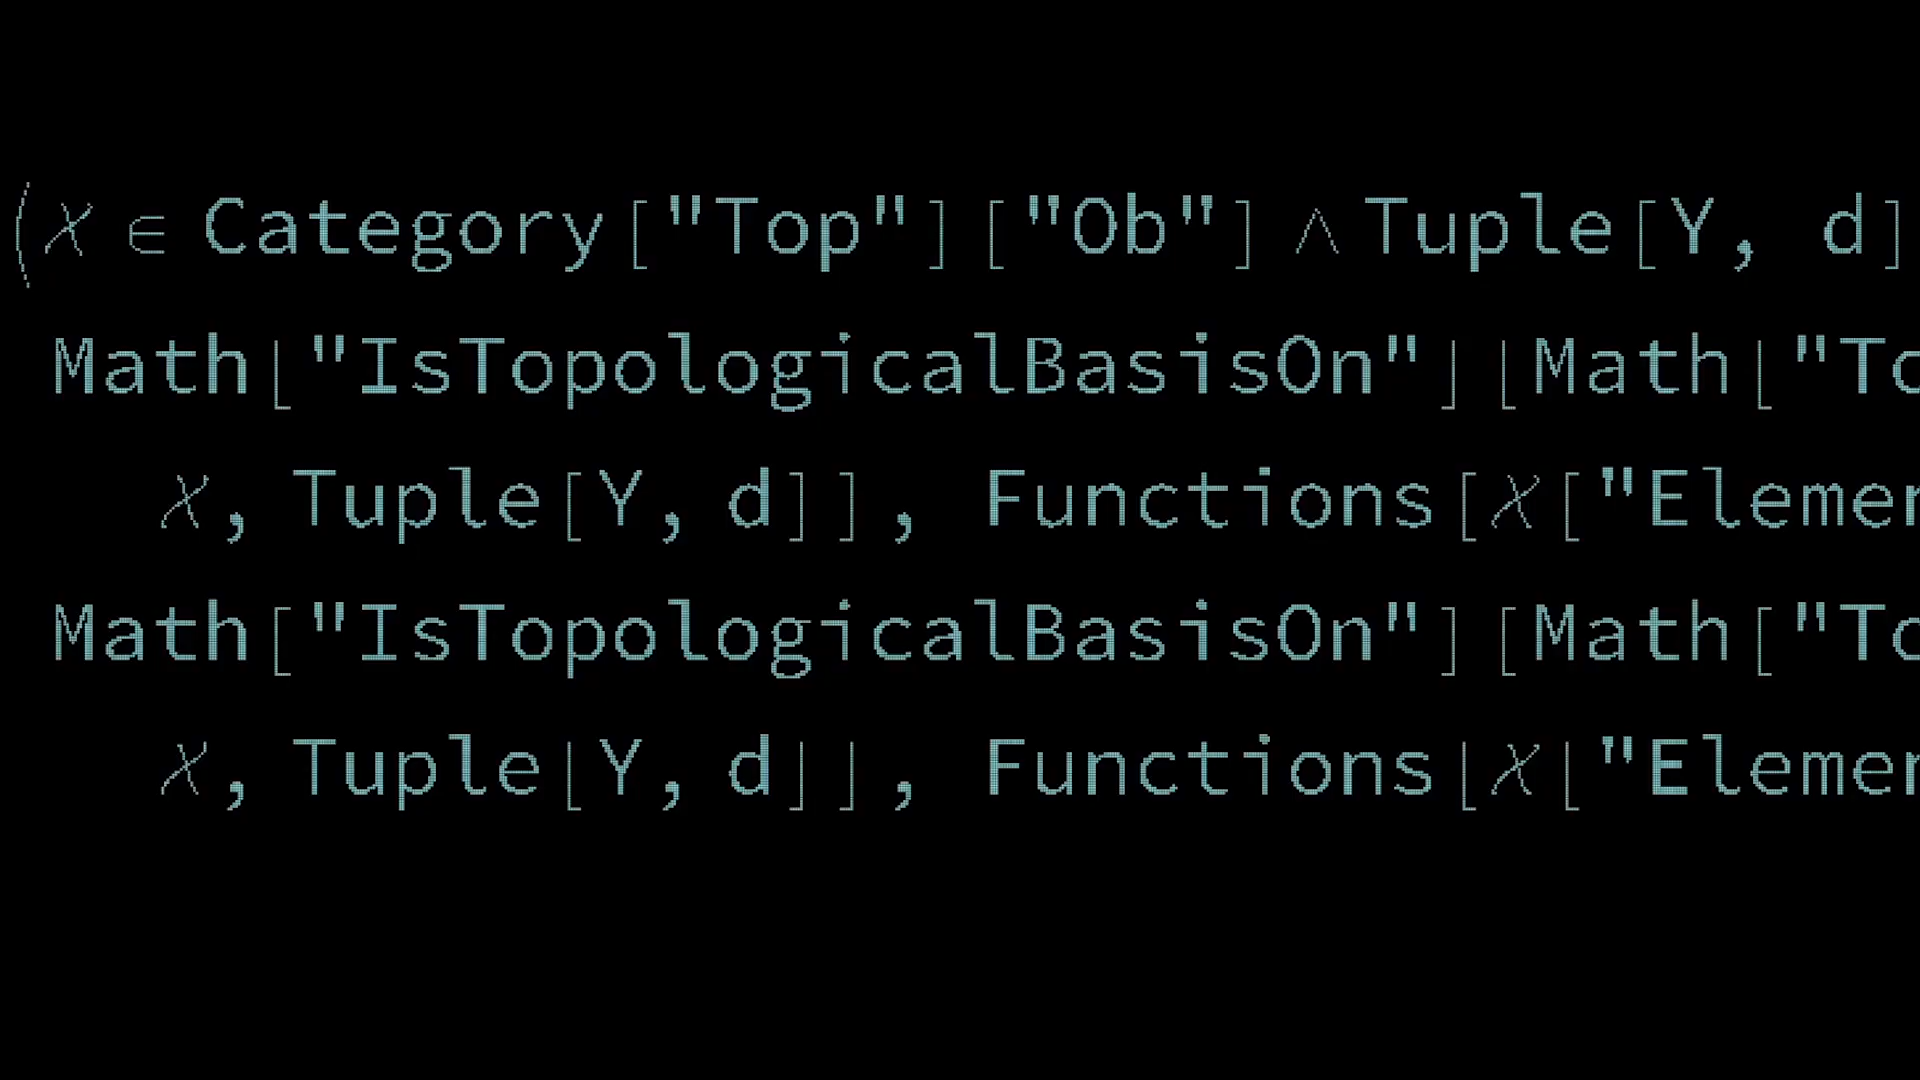 (𝒳 ∈ Category["Top"]["Ob"] ∧ Tuple[Y, d]
Math["IsTopologicalBasisOn"][Math["To
𝒳, Tuple[Y, d]], Functions[𝒳["Elemen
Math["IsTopologicalBasisOn"][Math["To
𝒳, Tuple[Y, d]], Functions[𝒳["Elemen